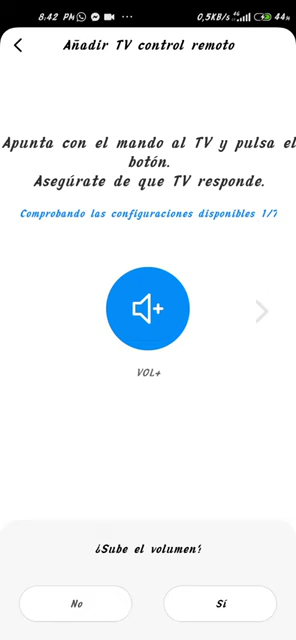 8:42 PM ... 0,5KB/s 4G 44%
Añadir TV control remoto
Apunta con el mando al TV y pulsa el
botón.
Asegúrate de que TV responde.
Comprobando las configuraciones disponibles 1/7
VOL+
¿Sube el volumen?
No
Sí